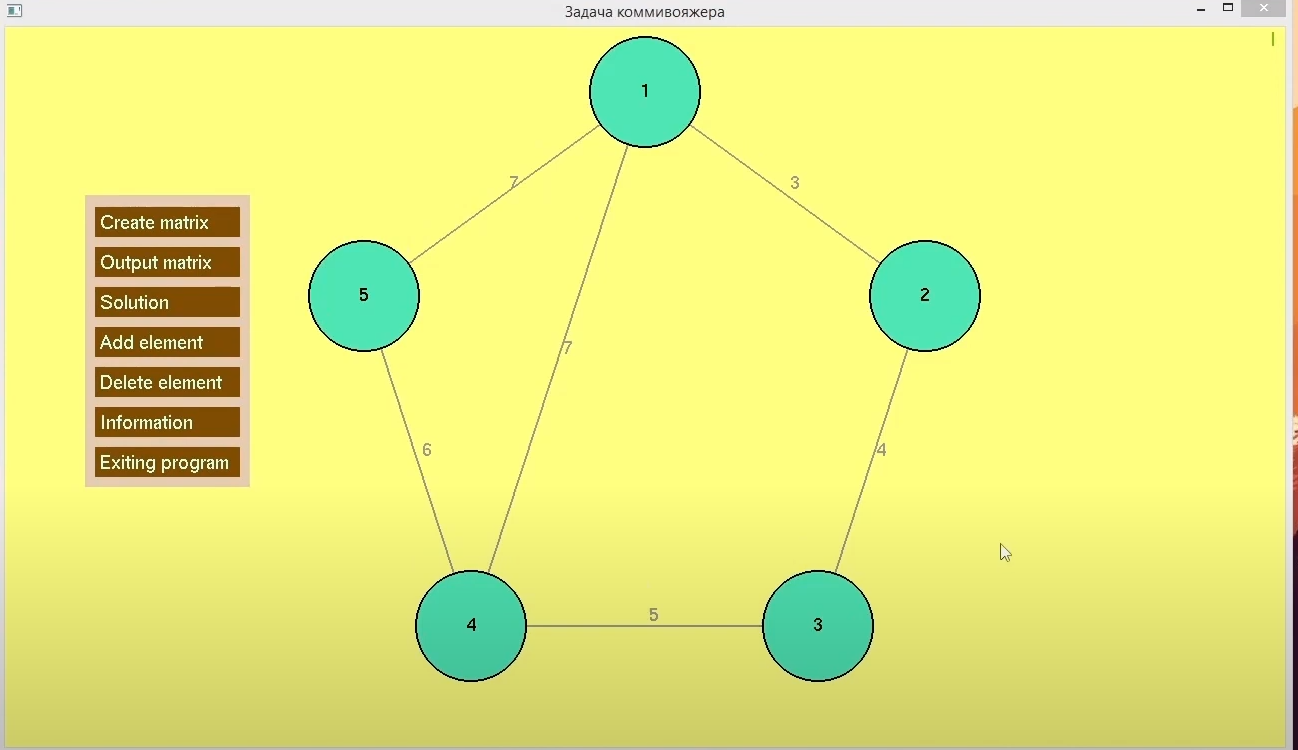 Задача коммивояжера
1
7
3
Create matrix
Output matrix
Solution
Add element
Delete element
Information
Exiting program
5
2
7
6
4
5
4
3